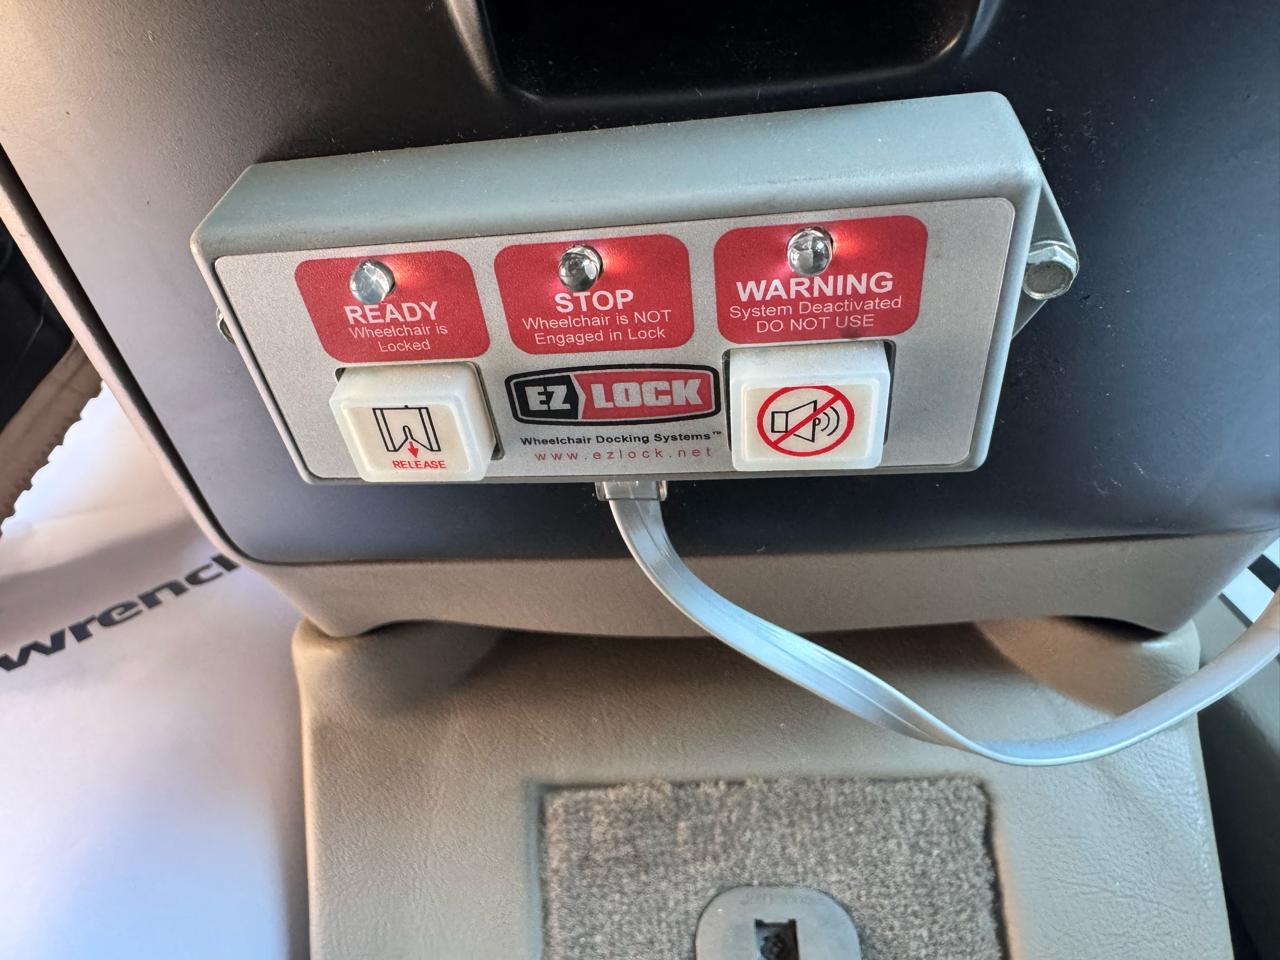 READY
Wheelchair is
Locked
STOP
Wheelchair is NOT
Engaged in Lock
WARNING
System Deactivated
DO NOT USE
RELEASE
EZ LOCK
Wheelchair Docking Systems™
www.ezlock.net
wrench